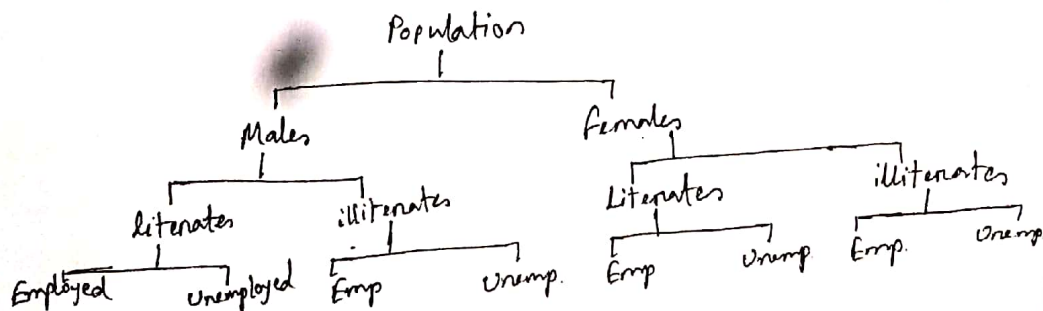 Population
Males Females
literates illiterates Literates illiterates
Employed Unemployed Emp Unemp. Emp Unemp Emp. Unemp